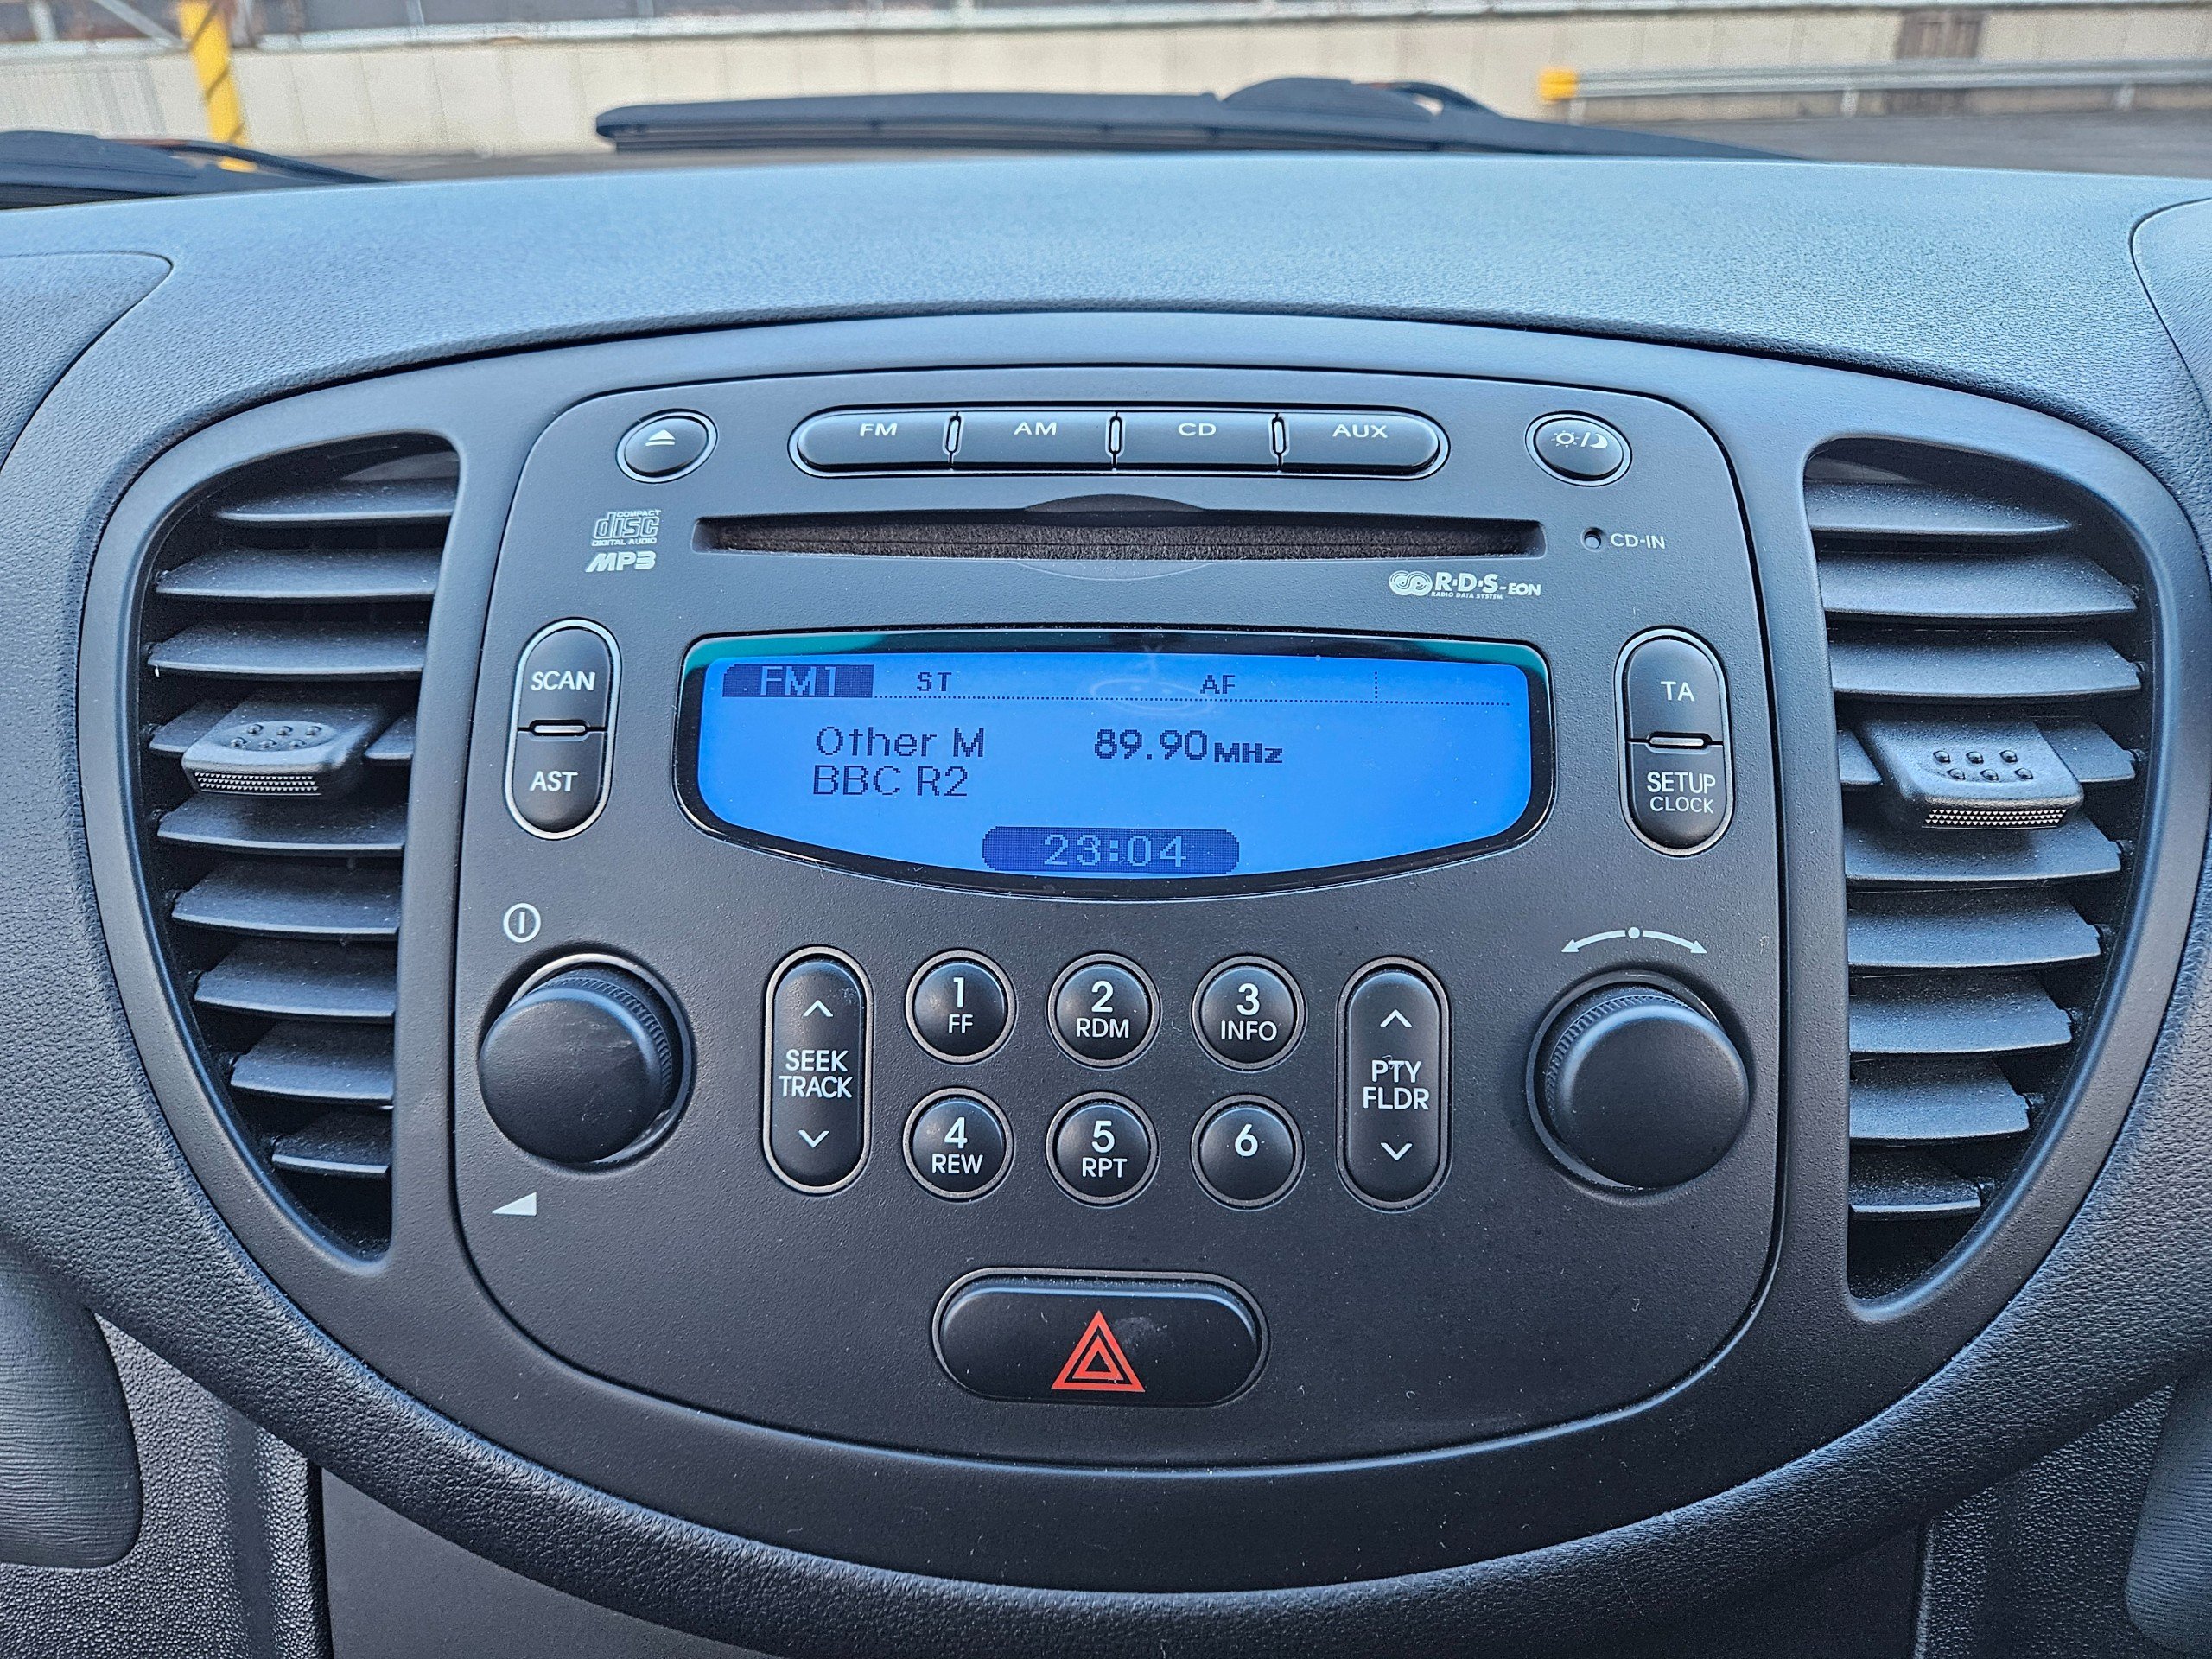 FM AM CD AUX
COMPACT
disc
DIGITAL AUDIO
MP3
CD-IN
R·D·S-EON
RADIO DATA SYSTEM
SCAN
AST
FM1 ST AF
Other M 89.90MHz
BBC R2
23:04
TA
SETUP
CLOCK
SEEK
TRACK
1
FF
2
RDM
3
INFO
4
REW
5
RPT
6
PTY
FLDR